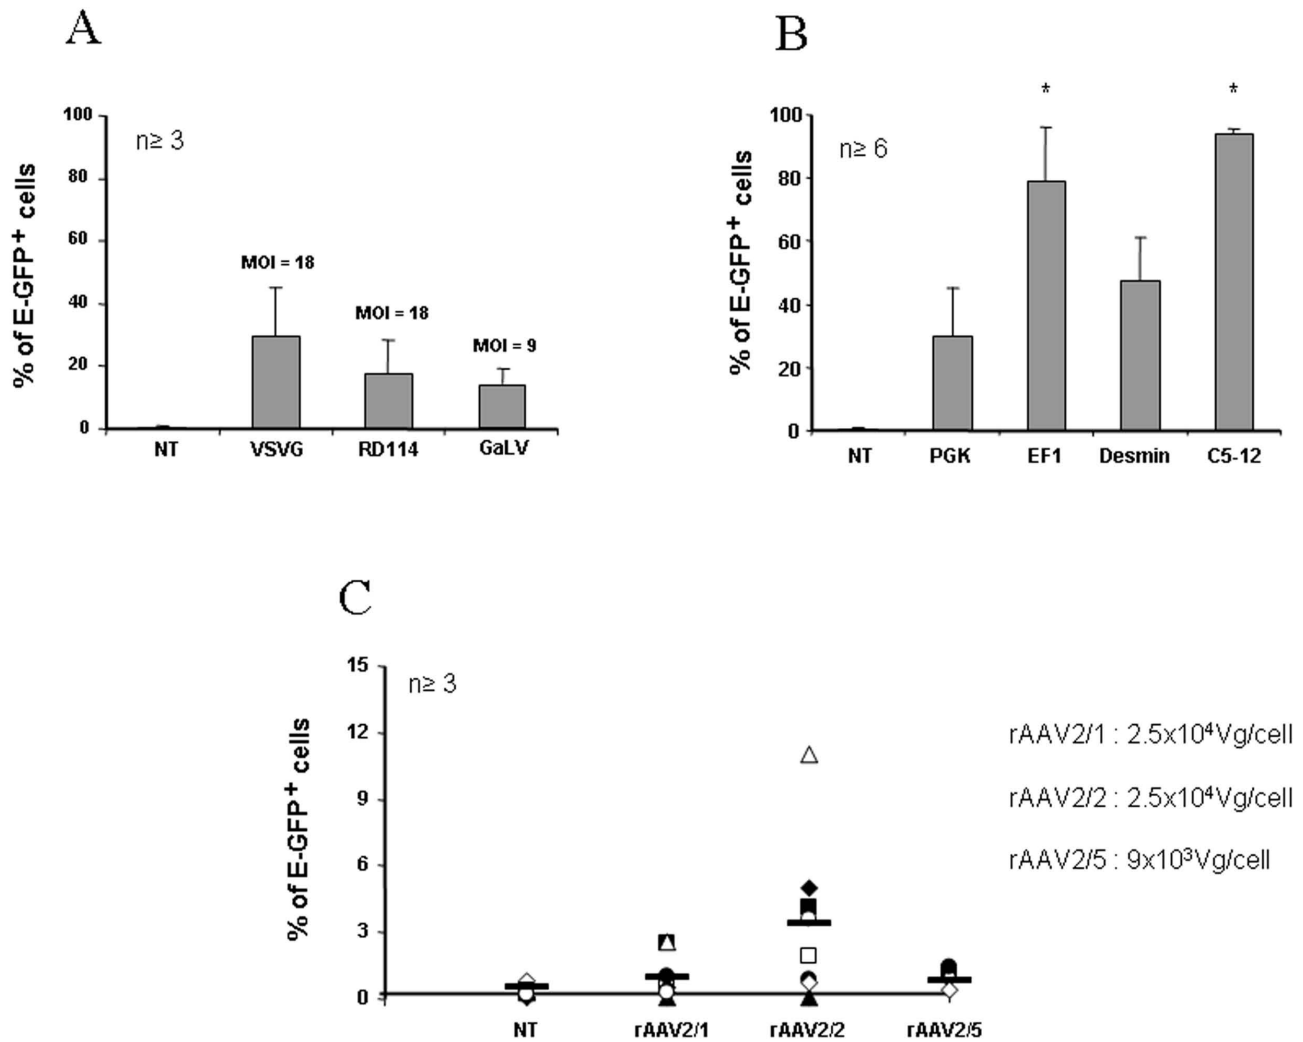 A
100
80
60
40
20
0
% of E-GFP⁺ cells
n≥ 3
MOI = 18
MOI = 18
MOI = 9
NT VSVG RD114 GaLV
B
* *
100
80
60
40
20
0
% of E-GFP⁺ cells
n≥ 6
NT PGK EF1 Desmin C5-12
C
15
12
9
6
3
0
% of E-GFP⁺ cells
n≥ 3
NT rAAV2/1 rAAV2/2 rAAV2/5
rAAV2/1 : 2.5x10⁴Vg/cell
rAAV2/2 : 2.5x10⁴Vg/cell
rAAV2/5 : 9x10³Vg/cell